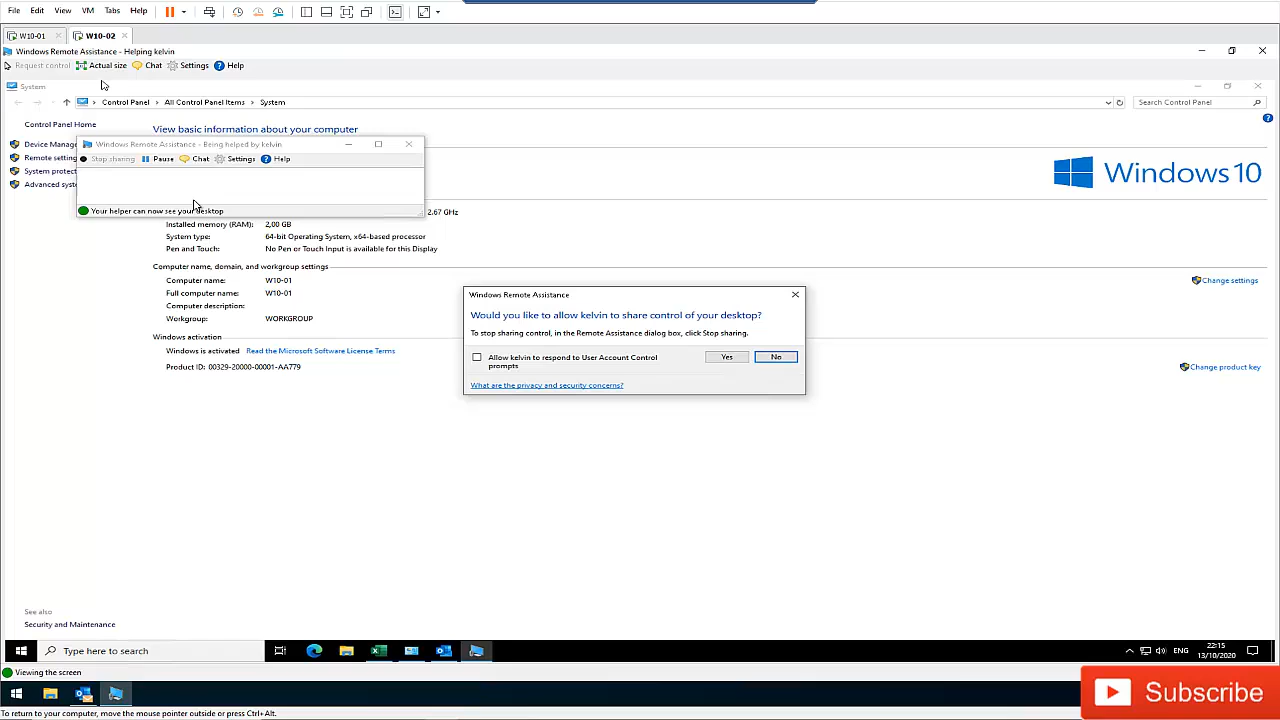 File Edit View VM Tabs Help
W10-01 W10-02
Windows Remote Assistance - Helping kelvin
Request control Actual size Chat Settings Help
System
Control Panel All Control Panel Items System Search Control Panel
Control Panel Home
View basic information about your computer
Device Manag
Windows Remote Assistance - Being helped by kelvin
Remote setting
Stop sharing Pause Chat Settings Help
System protect
Windows 10
Advanced syst
Your helper can now see your desktop
2.67 GHz
Installed memory (RAM): 2,00 GB
System type: 64-bit Operating System, x64-based processor
Pen and Touch: No Pen or Touch Input is available for this Display
Computer name, domain, and workgroup settings
Computer name: W10-01
Change settings
Full computer name: W10-01
Computer description:
Workgroup: WORKGROUP
Windows Remote Assistance
Would you like to allow kelvin to share control of your desktop?
To stop sharing control, in the Remote Assistance dialog box, click Stop sharing.
Allow kelvin to respond to User Account Control
prompts
Yes No
What are the privacy and security concerns?
Windows activation
Windows is activated Read the Microsoft Software License Terms
Product ID: 00329-20000-00001-AA779
Change product key
See also
Security and Maintenance
Type here to search
ENG
22:15
13/10/2020
Viewing the screen
Subscribe
To return to your computer, move the mouse pointer outside or press Ctrl+Alt.